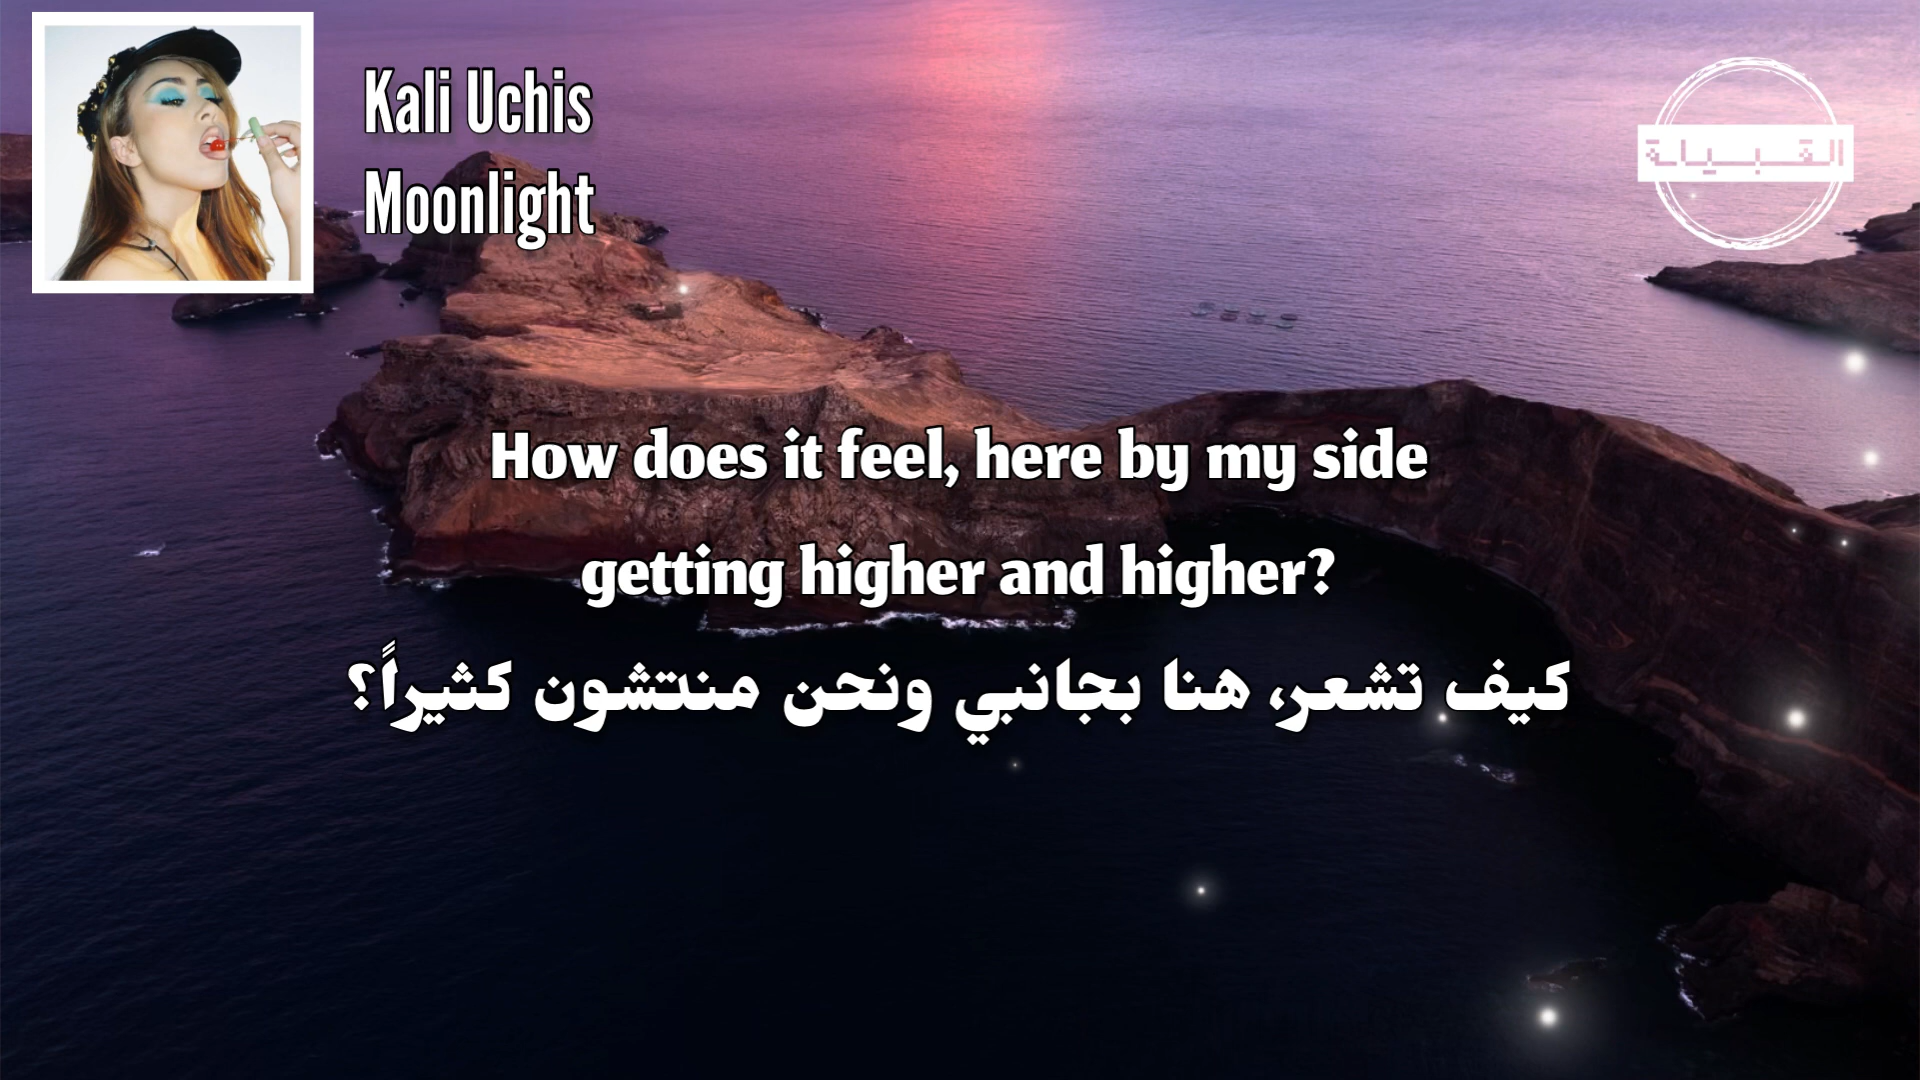 Kali Uchis
Moonlight
القبيلة
How does it feel, here by my side
getting higher and higher?
كيف تشعر، هنا بجانبي ونحن منتشون كثيراً؟